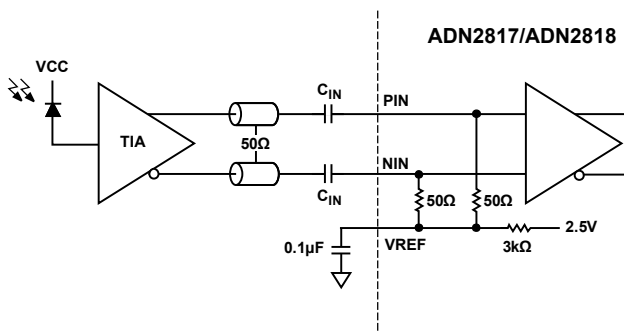 ADN2817/ADN2818
VCC
TIA
50Ω
CIN
CIN
PIN
NIN
50Ω
50Ω
VREF
0.1µF
3kΩ
2.5V